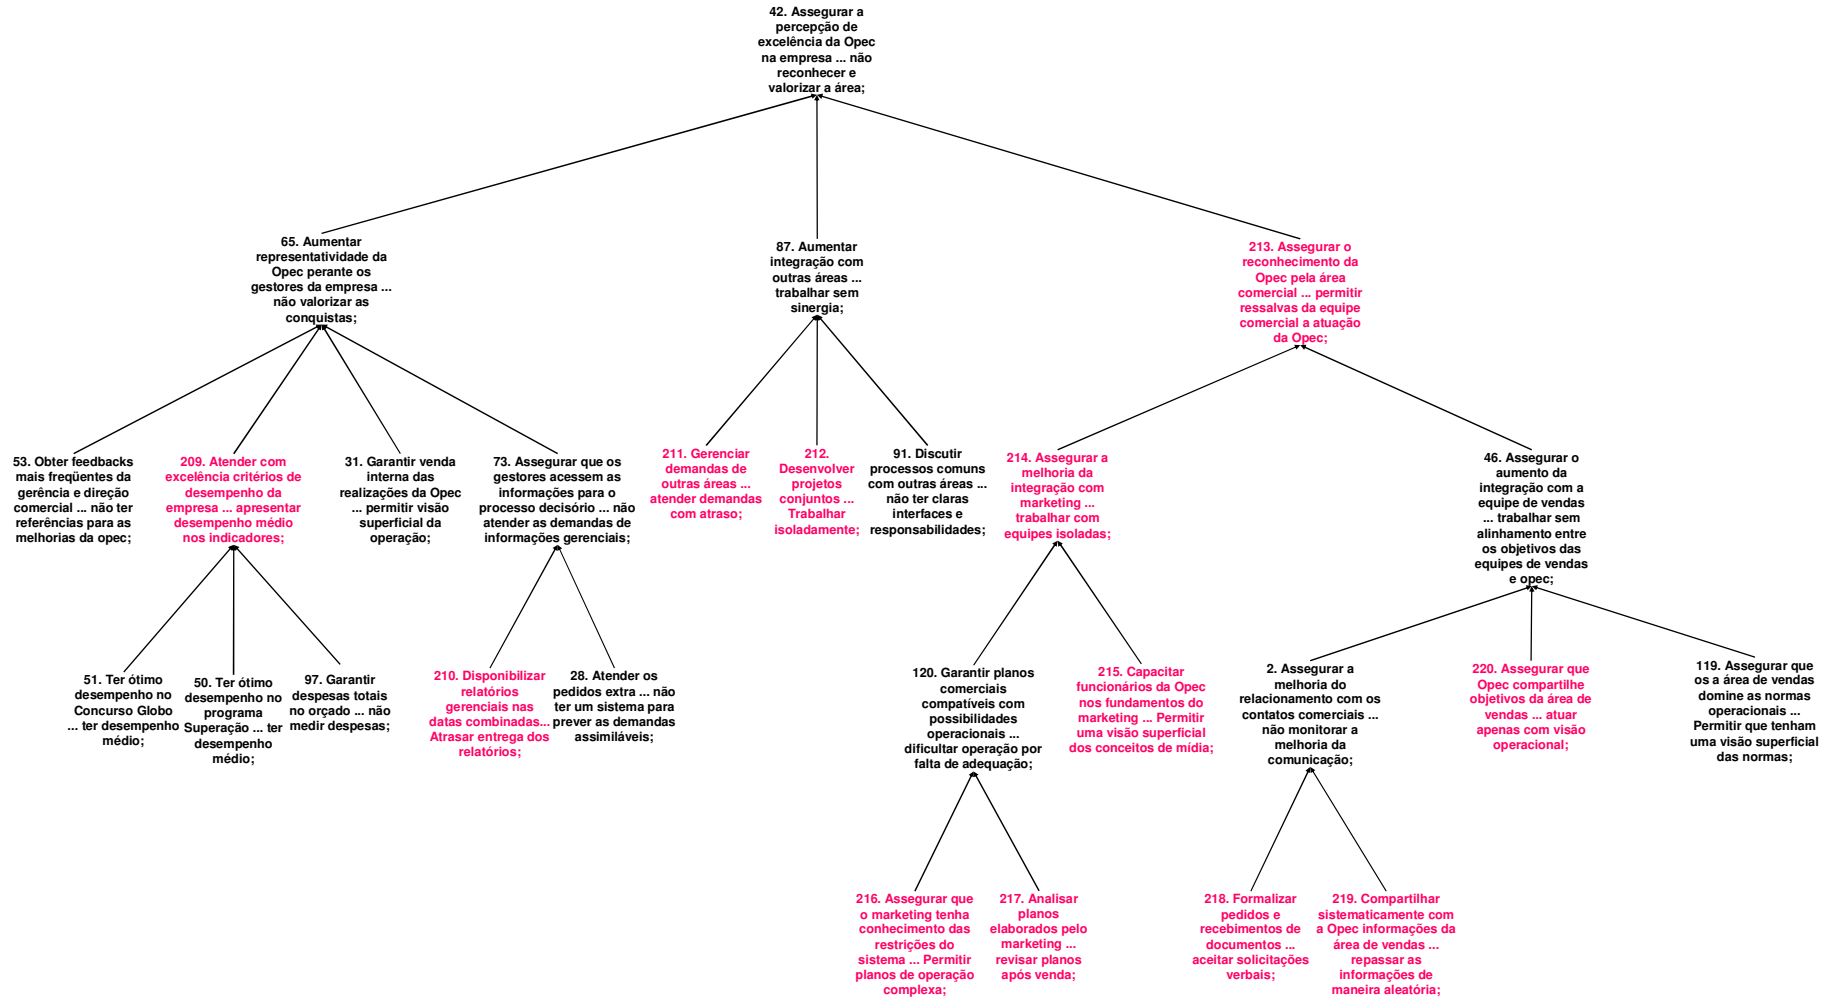 42. Assegurar a
percepção de
excelência da Opec
na empresa ... não
reconhecer e
valorizar a área;
65. Aumentar
representatividade da
Opec perante os
gestores da empresa ...
não valorizar as
conquistas;
87. Aumentar
integração com
outras áreas ...
trabalhar sem
sinergia;
213. Assegurar o
reconhecimento da
Opec pela área
comercial ... permitir
ressalvas da equipe
comercial a atuação
da Opec;
53. Obter feedbacks
mais freqüentes da
gerência e direção
comercial ... não ter
referências para as
melhorias da opec;
209. Atender com
excelência critérios de
desempenho da
empresa ... apresentar
desempenho médio
nos indicadores;
31. Garantir venda
interna das
realizações da Opec
... permitir visão
superficial da
operação;
73. Assegurar que os
gestores acessem as
informações para o
processo decisório ... não
atender as demandas de
informações gerenciais;
211. Gerenciar
demandas de
outras áreas ...
atender demandas
com atraso;
212.
Desenvolver
projetos
conjuntos ...
Trabalhar
isoladamente;
91. Discutir
processos comuns
com outras áreas ...
não ter claras
interfaces e
responsabilidades;
214. Assegurar a
melhoria da
integração com
marketing ...
trabalhar com
equipes isoladas;
46. Assegurar o
aumento da
integração com a
equipe de vendas
... trabalhar sem
alinhamento entre
os objetivos das
equipes de vendas
e opec;
51. Ter ótimo
desempenho no
Concurso Globo
... ter desempenho
médio;
50. Ter ótimo
desempenho no
programa
Superação ... ter
desempenho
médio;
97. Garantir
despesas totais
no orçado ... não
medir despesas;
210. Disponibilizar
relatórios
gerenciais nas
datas combinadas...
Atrasar entrega dos
relatórios;
28. Atender os
pedidos extra ... não
ter um sistema para
prever as demandas
assimiláveis;
120. Garantir planos
comerciais
compatíveis com
possibilidades
operacionais ...
dificultar operação por
falta de adequação;
215. Capacitar
funcionários da Opec
nos fundamentos do
marketing ... Permitir
uma visão superficial
dos conceitos de mídia;
2. Assegurar a
melhoria do
relacionamento com os
contatos comerciais ...
não monitorar a
melhoria da
comunicação;
220. Assegurar que
Opec compartilhe
objetivos da área de
vendas ... atuar
apenas com visão
operacional;
119. Assegurar que
os a área de vendas
domine as normas
operacionais ...
Permitir que tenham
uma visão superficial
das normas;
216. Assegurar que
o marketing tenha
conhecimento das
restrições do
sistema ... Permitir
planos de operação
complexa;
217. Analisar
planos
elaborados pelo
marketing ...
revisar planos
após venda;
218. Formalizar
pedidos e
recebimentos de
documentos ...
aceitar solicitações
verbais;
219. Compartilhar
sistematicamente com
a Opec informações da
área de vendas ...
repassar as
informações de
maneira aleatória;